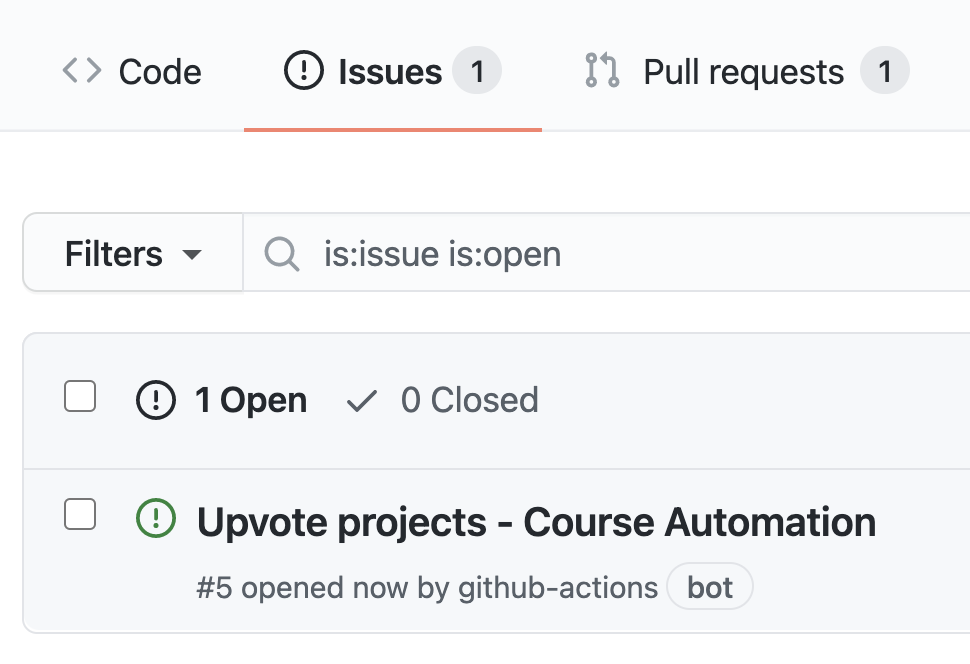 Code Issues 1 Pull requests 1
Filters is:issue is:open
1 Open 0 Closed
Upvote projects - Course Automation
#5 opened now by github-actions bot